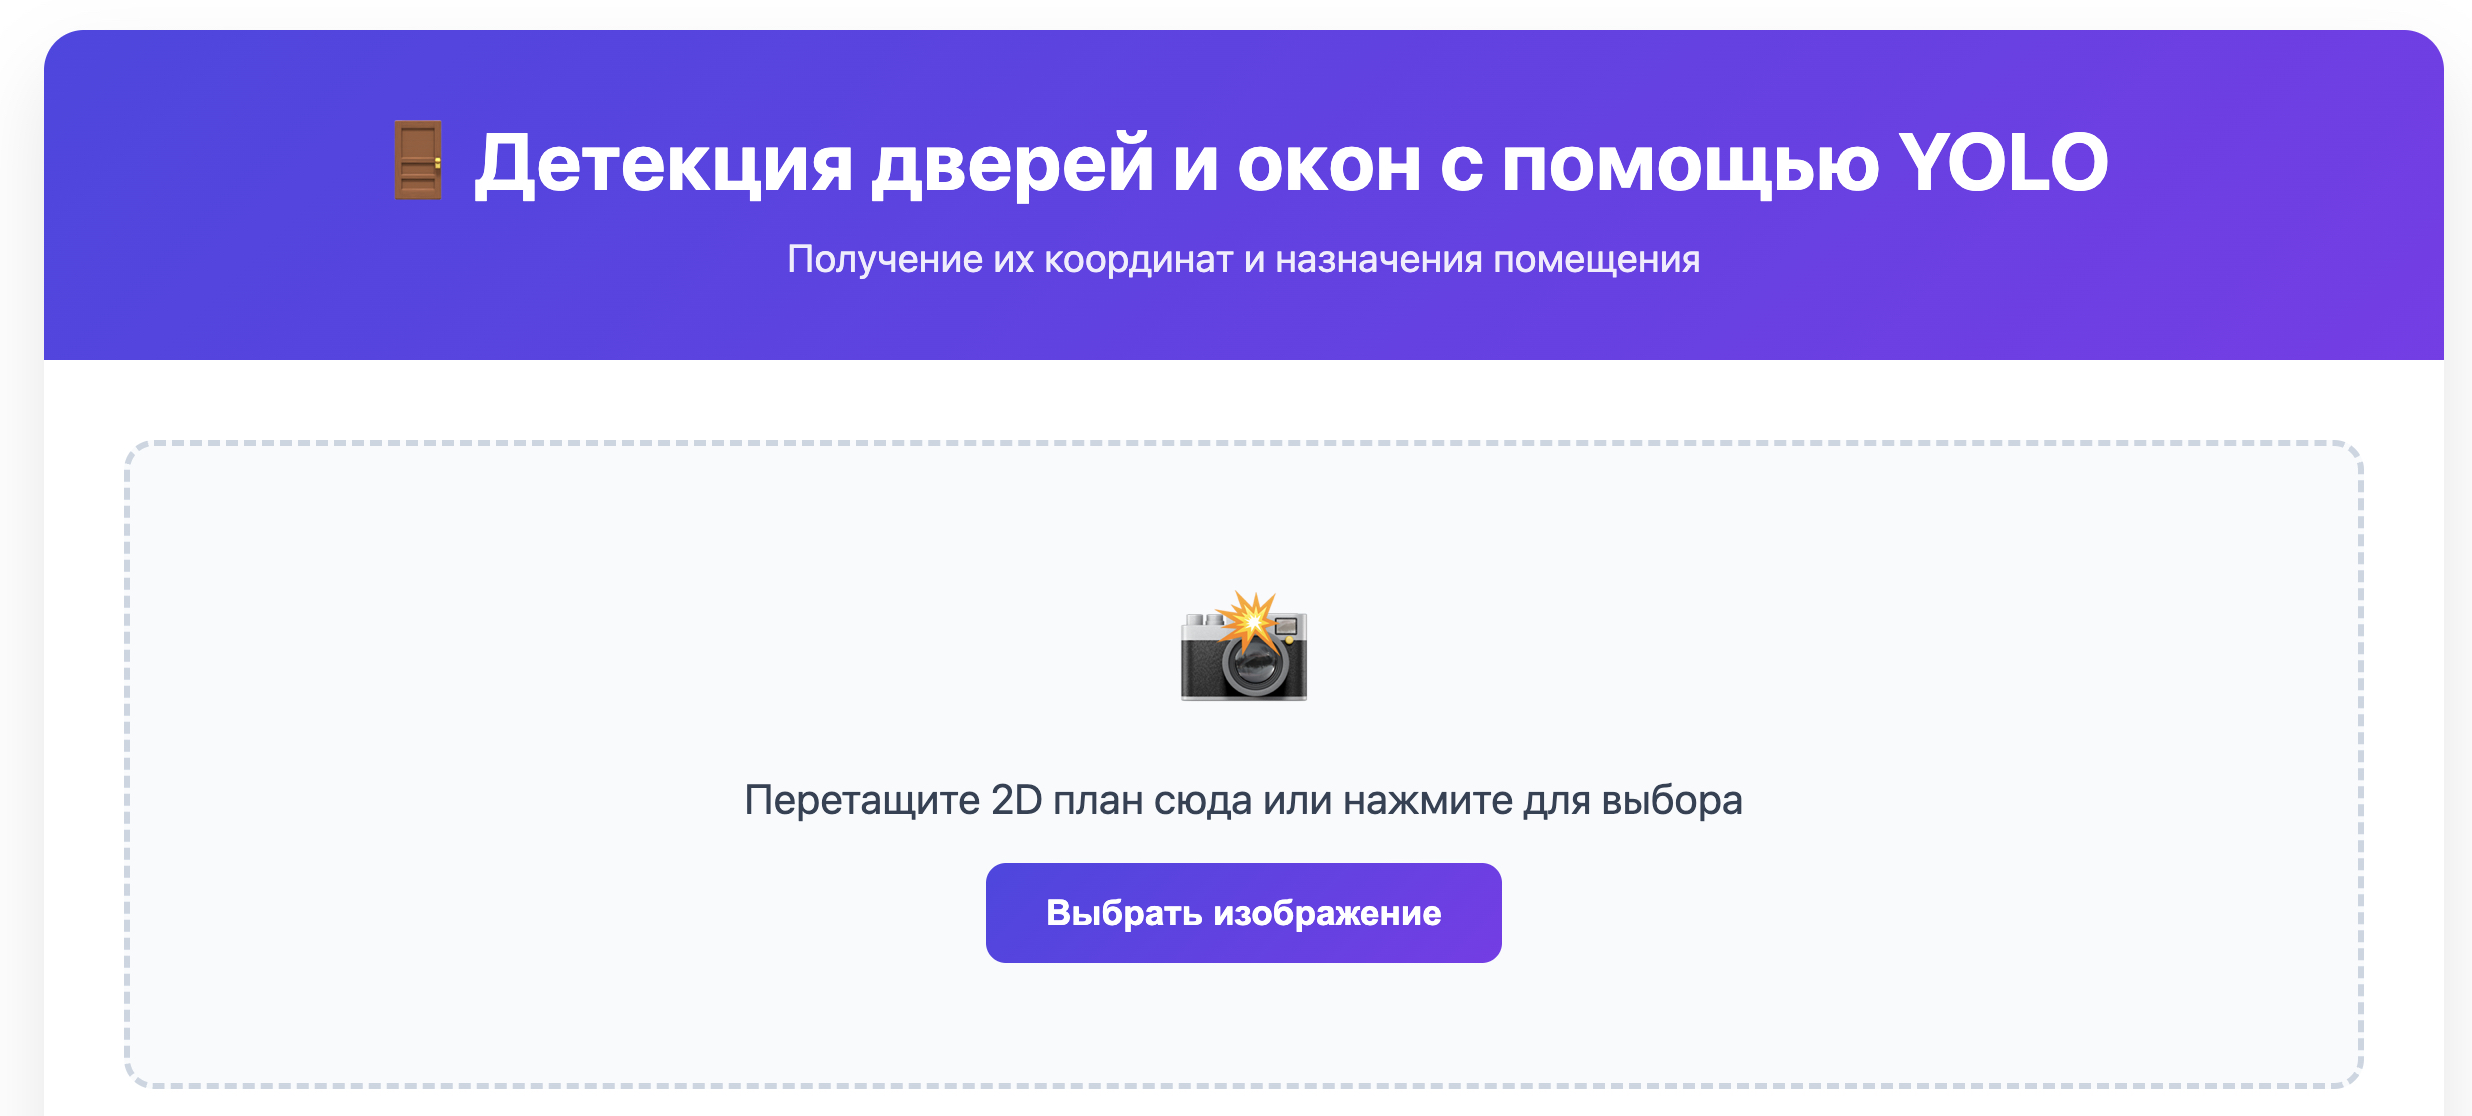 Детекция дверей и окон с помощью YOLO
Получение их координат и назначения помещения
Перетащите 2D план сюда или нажмите для выбора
Выбрать изображение